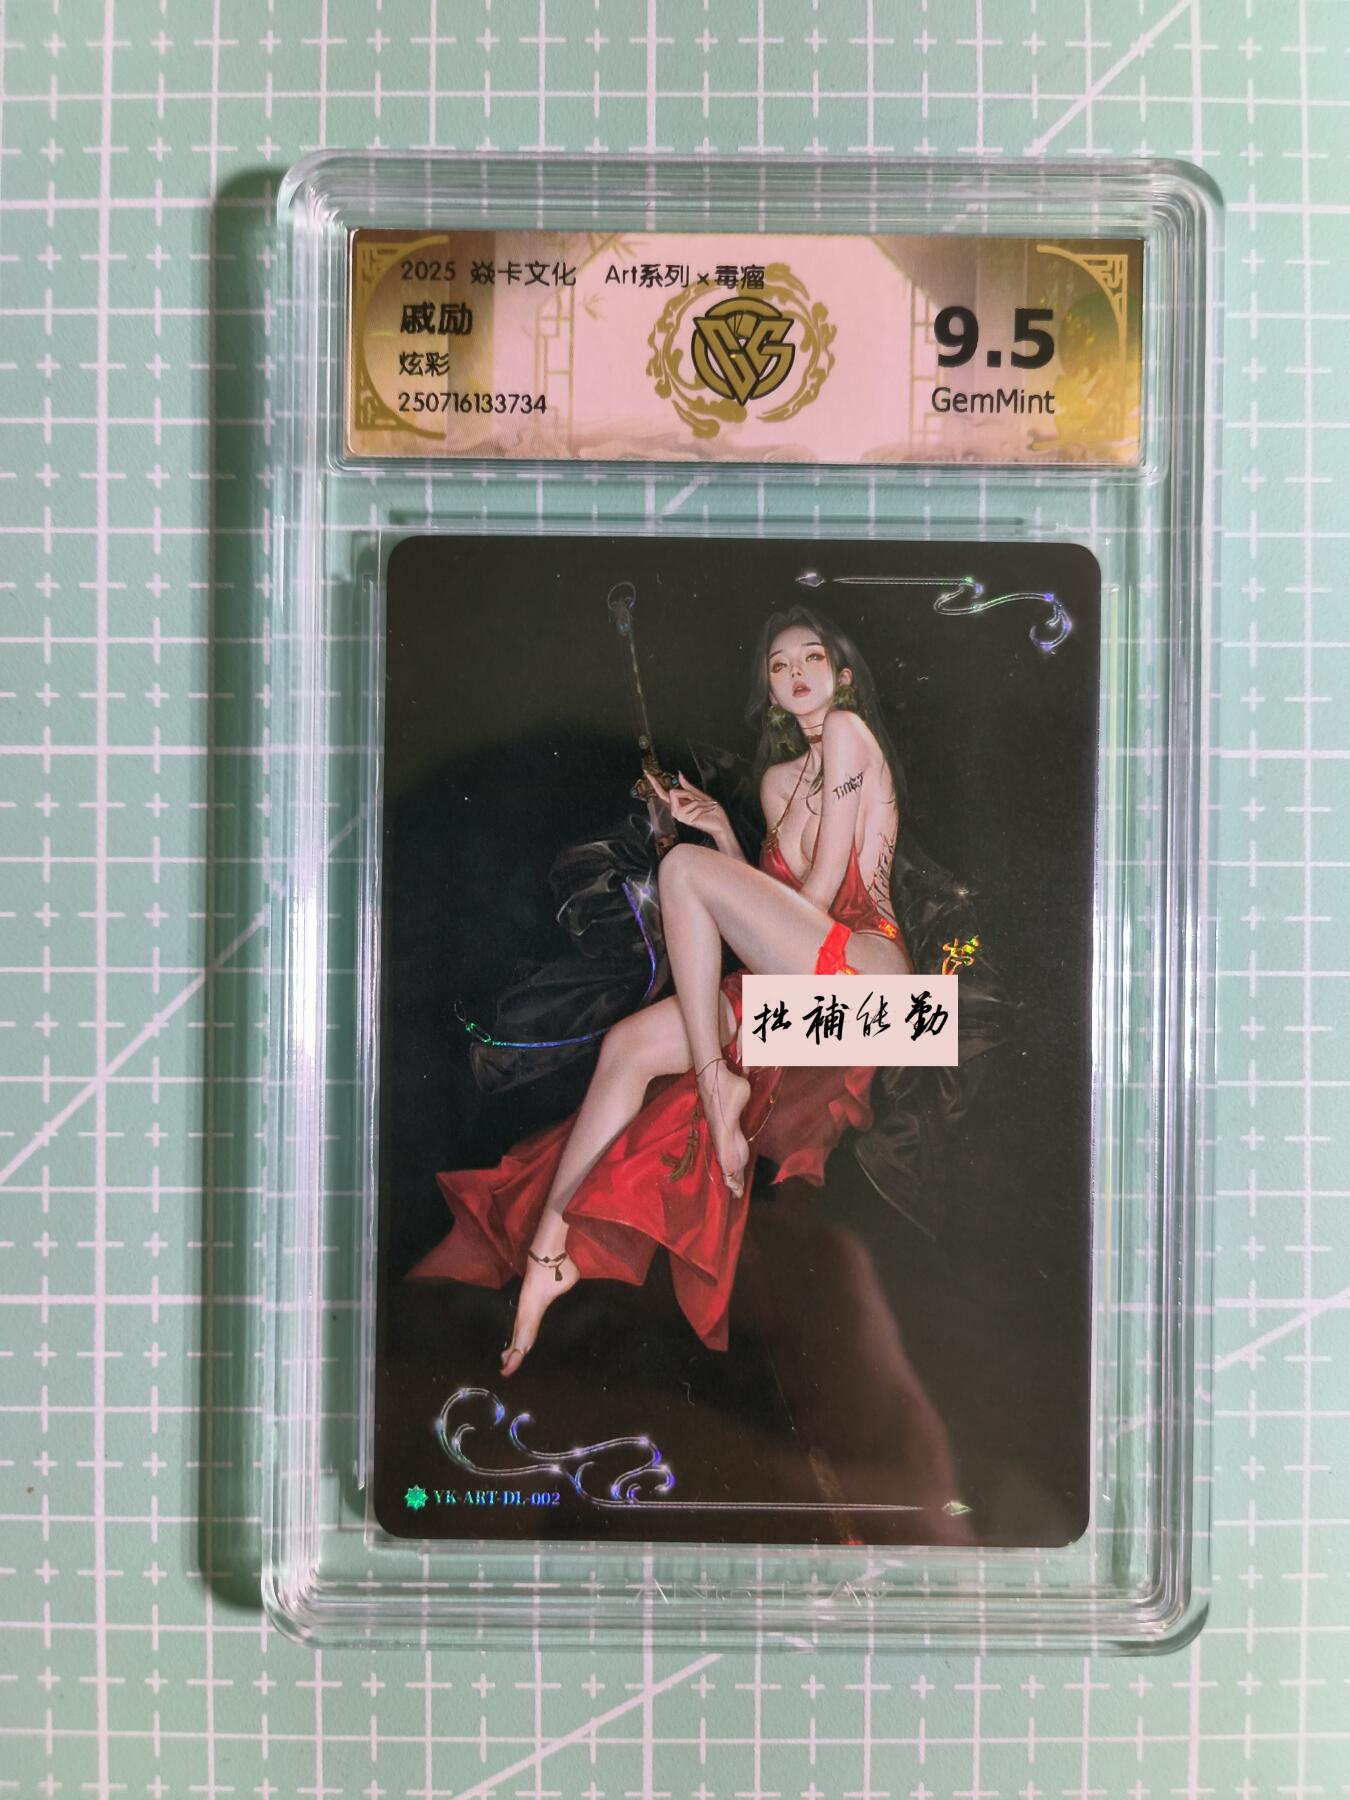 2025 焱卡文化 Art系列×毒瘤
戚励
炫彩
250716133734
9.5
GemMint
拙補能勤
YK-ART-DL-002